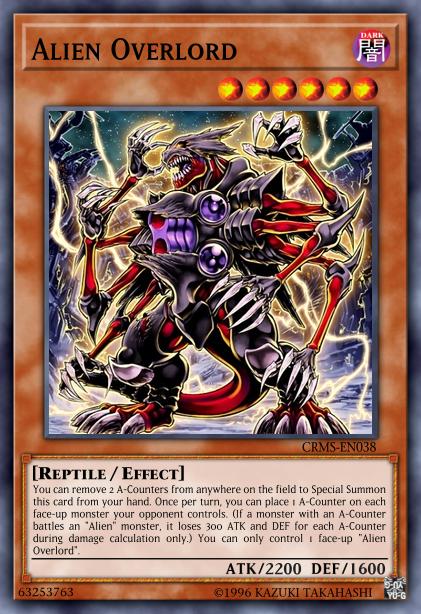 Alien Overlord
DARK
闇
CRMS-EN038
[Reptile / Effect]
You can remove 2 A-Counters from anywhere on the field to Special Summon
this card from your hand. Once per turn, you can place 1 A-Counter on each
face-up monster your opponent controls. (If a monster with an A-Counter
battles an "Alien" monster, it loses 300 ATK and DEF for each A-Counter
during damage calculation only.) You can only control 1 face-up "Alien
Overlord".
ATK/2200 DEF/1600
63253763
©1996 KAZUKI TAKAHASHI